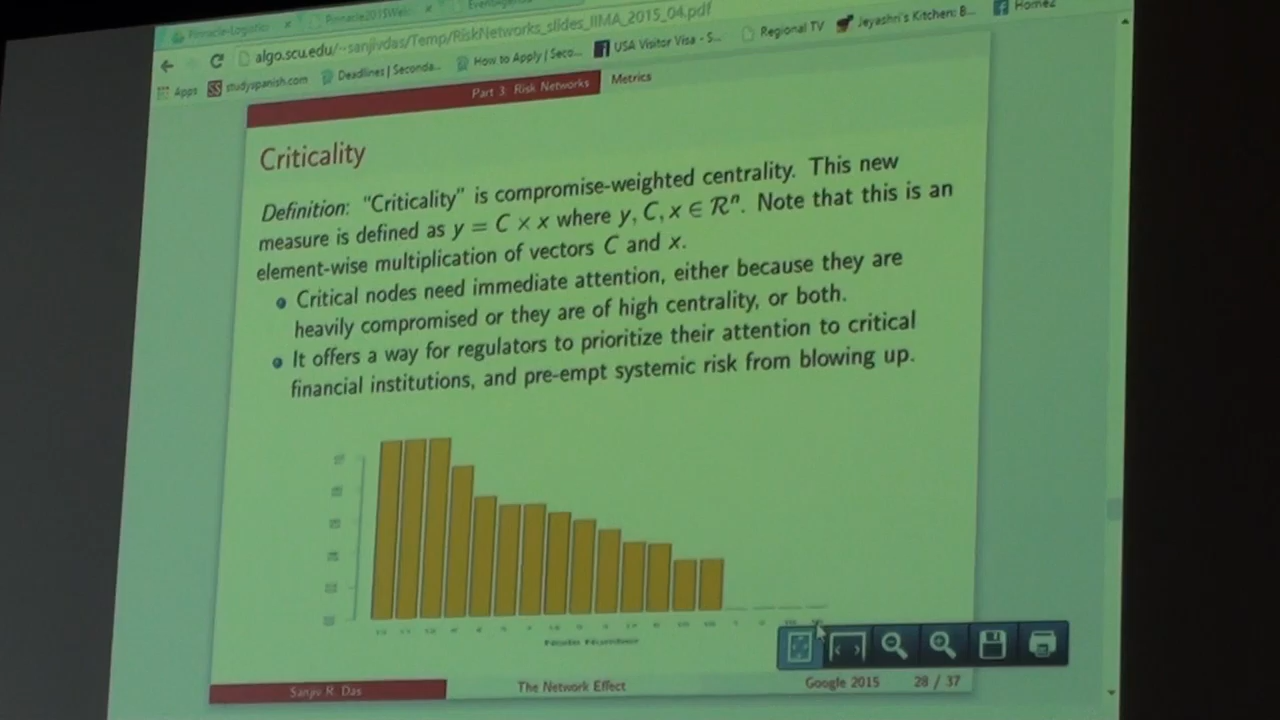 Pinnacle-Logistics
Pinnacle2015Welc
algo.scu.edu/~sanjivdas/Temp/RiskNetworks_slides_IIMA_2015_04.pdf
Apps studyspanish.com Deadlines | Seconda... How to Apply | Seco... USA Visitor Visa - S... Regional TV Jeyashri's Kitchen: B... Home2
Part 3: Risk Networks Metrics
Criticality
Definition: "Criticality" is compromise-weighted centrality. This new
measure is defined as y = C × x where y, C, x ∈ Rⁿ. Note that this is an
element-wise multiplication of vectors C and x.
Critical nodes need immediate attention, either because they are
heavily compromised or they are of high centrality, or both.
It offers a way for regulators to prioritize their attention to critical
financial institutions, and pre-empt systemic risk from blowing up.
Sanjiv R. Das The Network Effect Google 2015 28 / 37